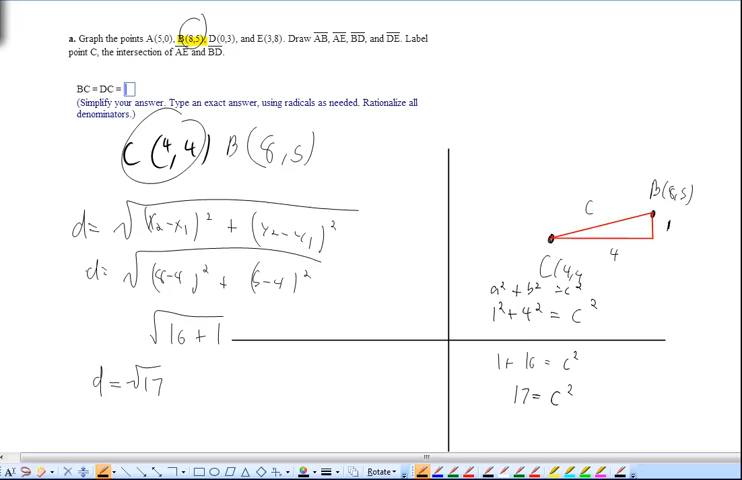 a. Graph the points A(5,0), B(8,5), D(0,3), and E(3,8). Draw AB, AE, BD, and DE. Label
point C, the intersection of AE and BD.
BC = DC =
(Simplify your answer. Type an exact answer, using radicals as needed. Rationalize all
denominators.)
C (4,4) B (8,5)
d= √(x₂-x₁)² + (y₂-y₁)²
d= √(8-4)² + (5-4)²
√16+1
d = √17
B(8,5)
C
1
4
C(4,4
a² + b² = c²
1² + 4² = c²
1 + 16 = c²
17 = c²
Rotate